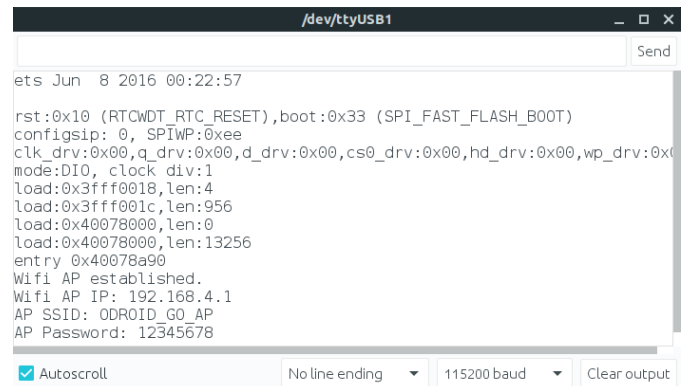 /dev/ttyUSB1
Send
ets Jun  8 2016 00:22:57

rst:0x10 (RTCWDT_RTC_RESET),boot:0x33 (SPI_FAST_FLASH_BOOT)
configsip: 0, SPIWP:0xee
clk_drv:0x00,q_drv:0x00,d_drv:0x00,cs0_drv:0x00,hd_drv:0x00,wp_drv:0x0
mode:DIO, clock div:1
load:0x3fff0018,len:4
load:0x3fff001c,len:956
load:0x40078000,len:0
load:0x40078000,len:13256
entry 0x40078a90
Wifi AP established.
Wifi AP IP: 192.168.4.1
AP SSID: ODROID_GO_AP
AP Password: 12345678
Autoscroll
No line ending
115200 baud
Clear output